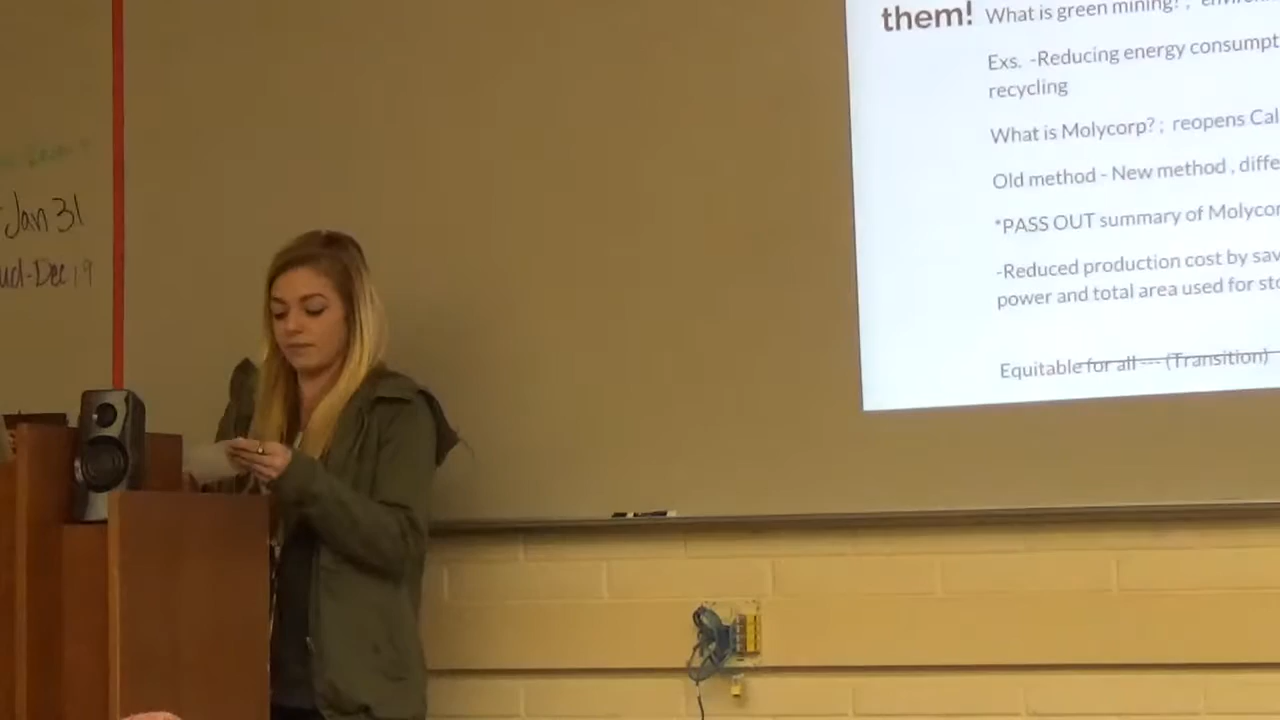 Jan 31
ud-Dec 19
them!
What is green mining? ;
Exs. -Reducing energy consumpt
recycling
What is Molycorp? ; reopens Cal
Old method - New method , diffe
*PASS OUT summary of Molycor
-Reduced production cost by sav
power and total area used for sto
Equitable for all --- (Transition)